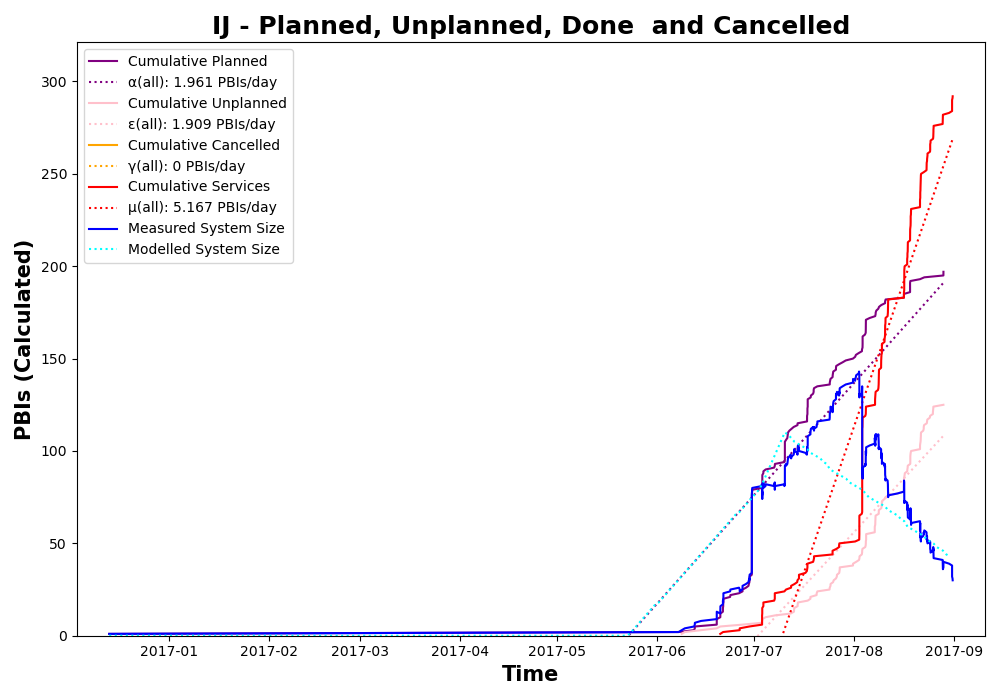 IJ - Planned, Unplanned, Done  and Cancelled
Cumulative Planned
α(all): 1.961 PBIs/day
Cumulative Unplanned
ε(all): 1.909 PBIs/day
Cumulative Cancelled
γ(all): 0 PBIs/day
Cumulative Services
μ(all): 5.167 PBIs/day
Measured System Size
Modelled System Size
PBIs (Calculated)
300
250
200
150
100
50
0
2017-01 2017-02 2017-03 2017-04 2017-05 2017-06 2017-07 2017-08 2017-09
Time